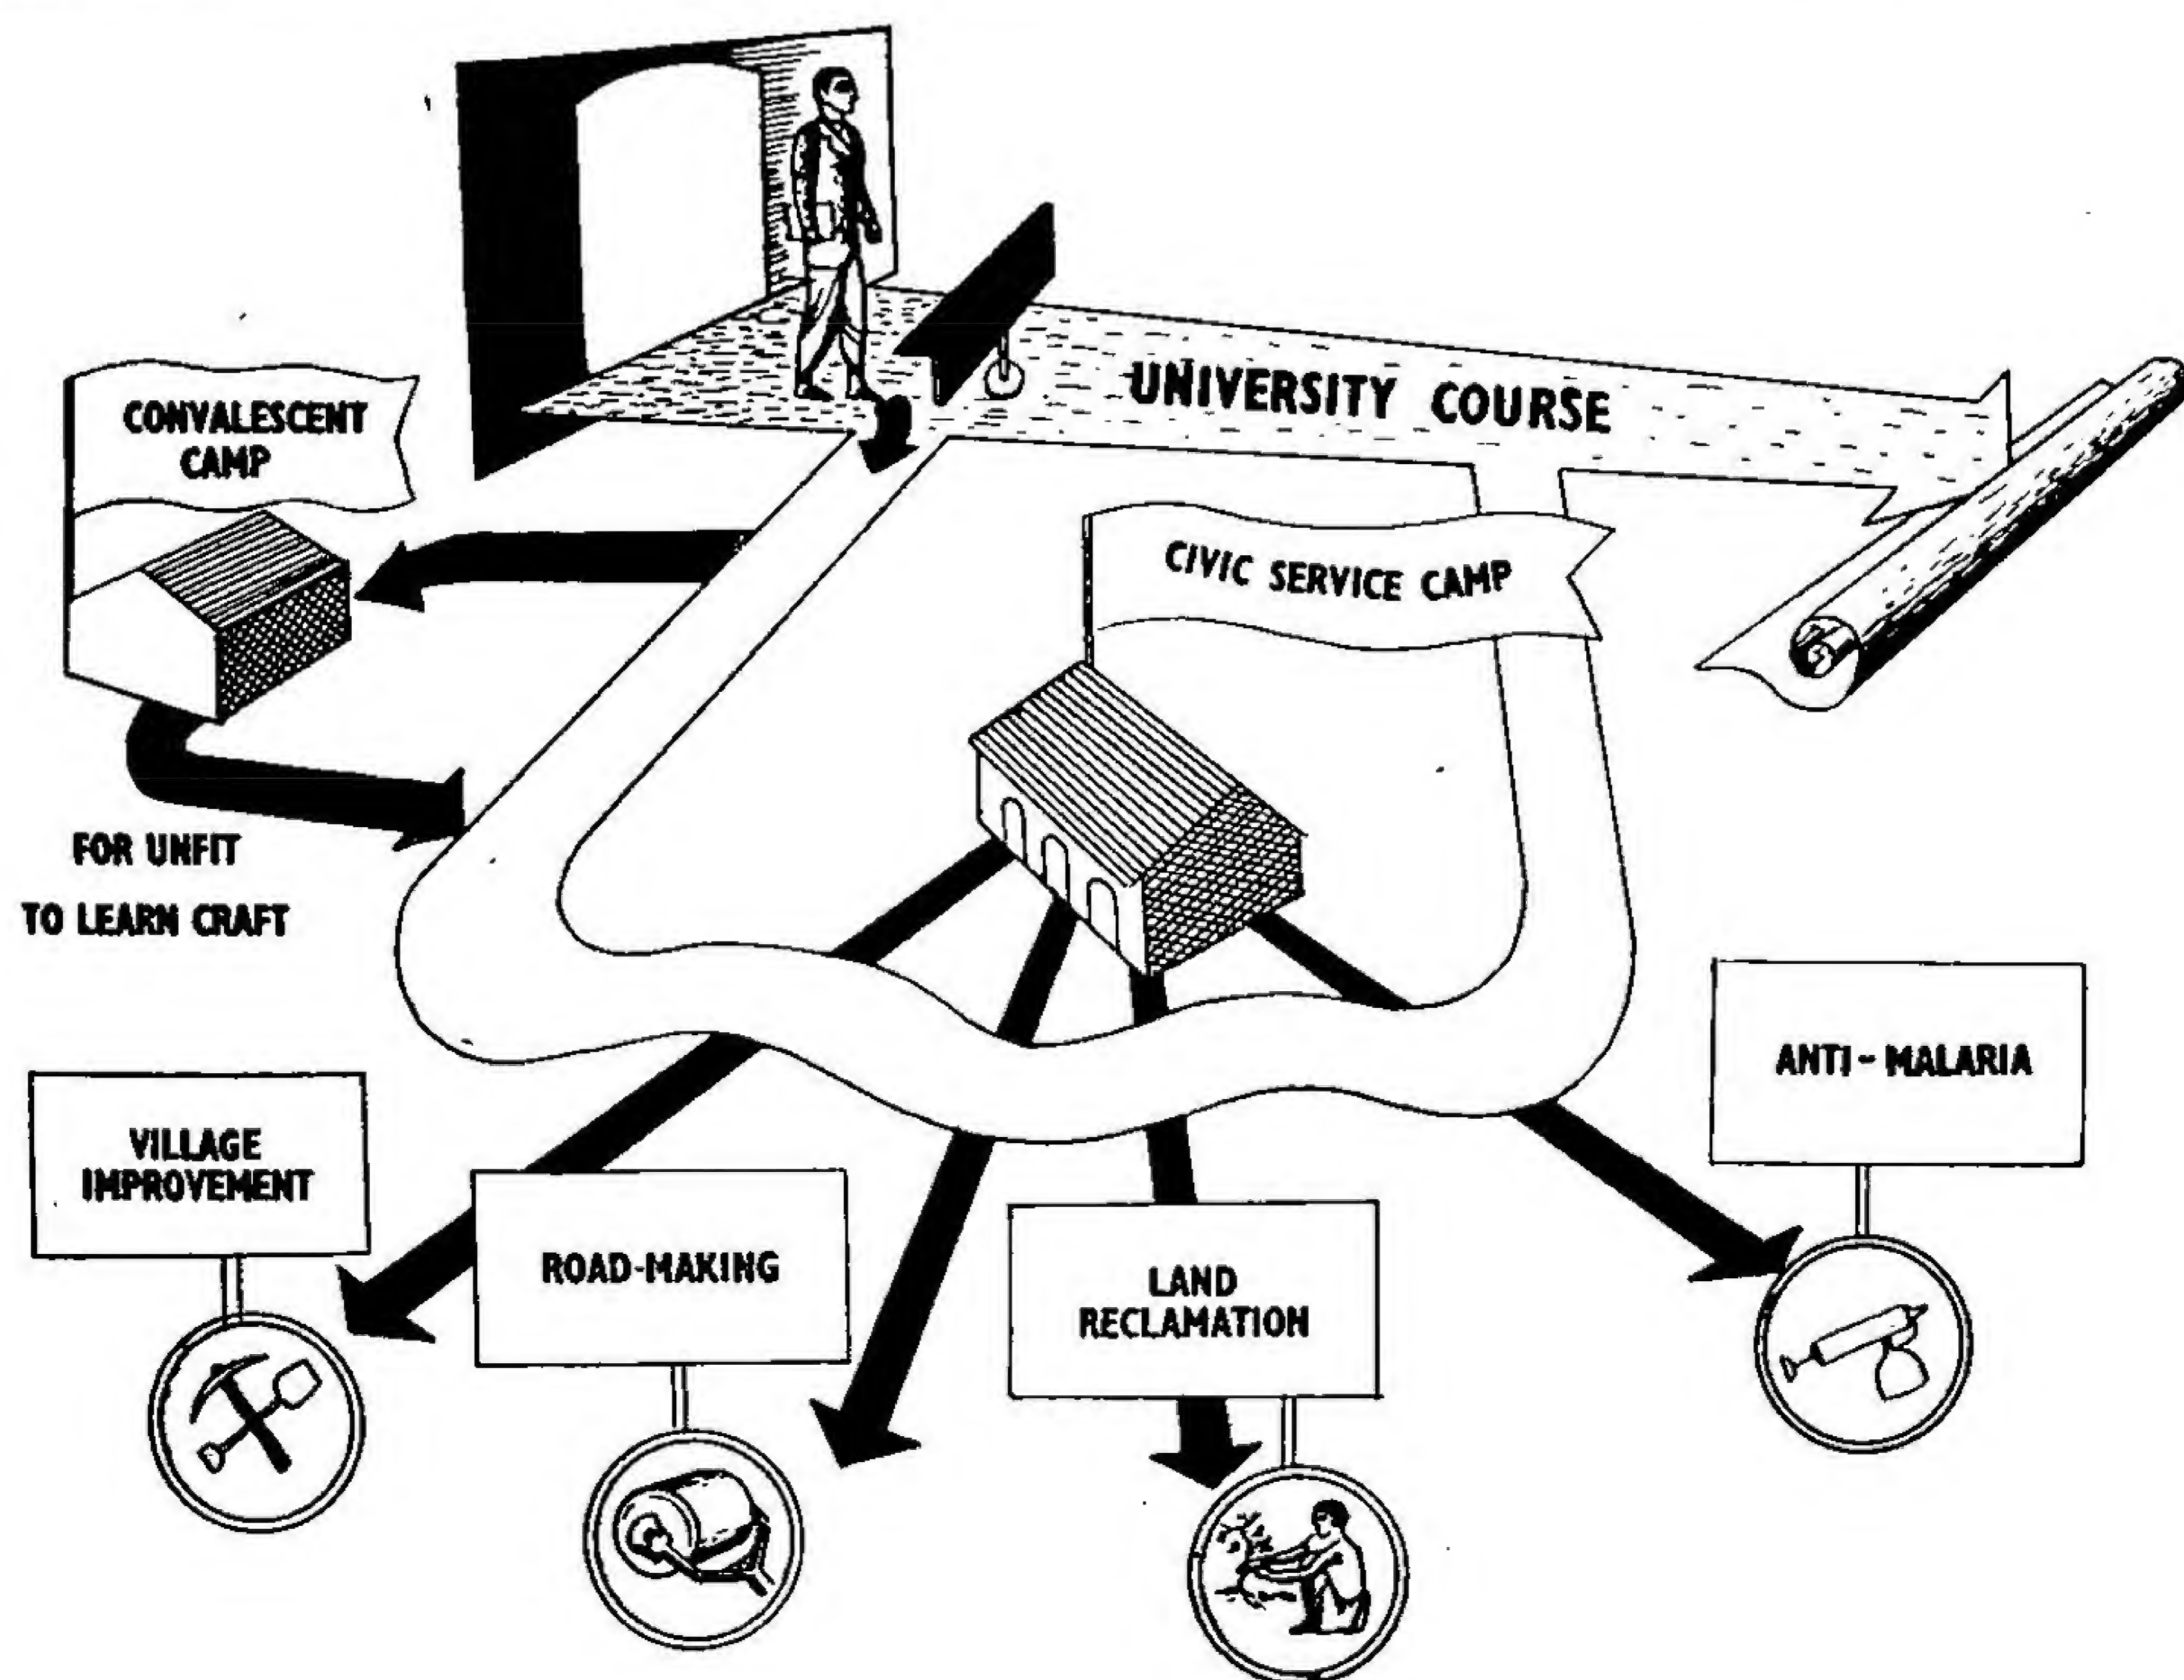 UNIVERSITY COURSE
CONVALESCENT
CAMP
CIVIC SERVICE CAMP
FOR UNFIT
TO LEARN CRAFT
ANTI-MALARIA
VILLAGE
IMPROVEMENT
ROAD-MAKING
LAND
RECLAMATION